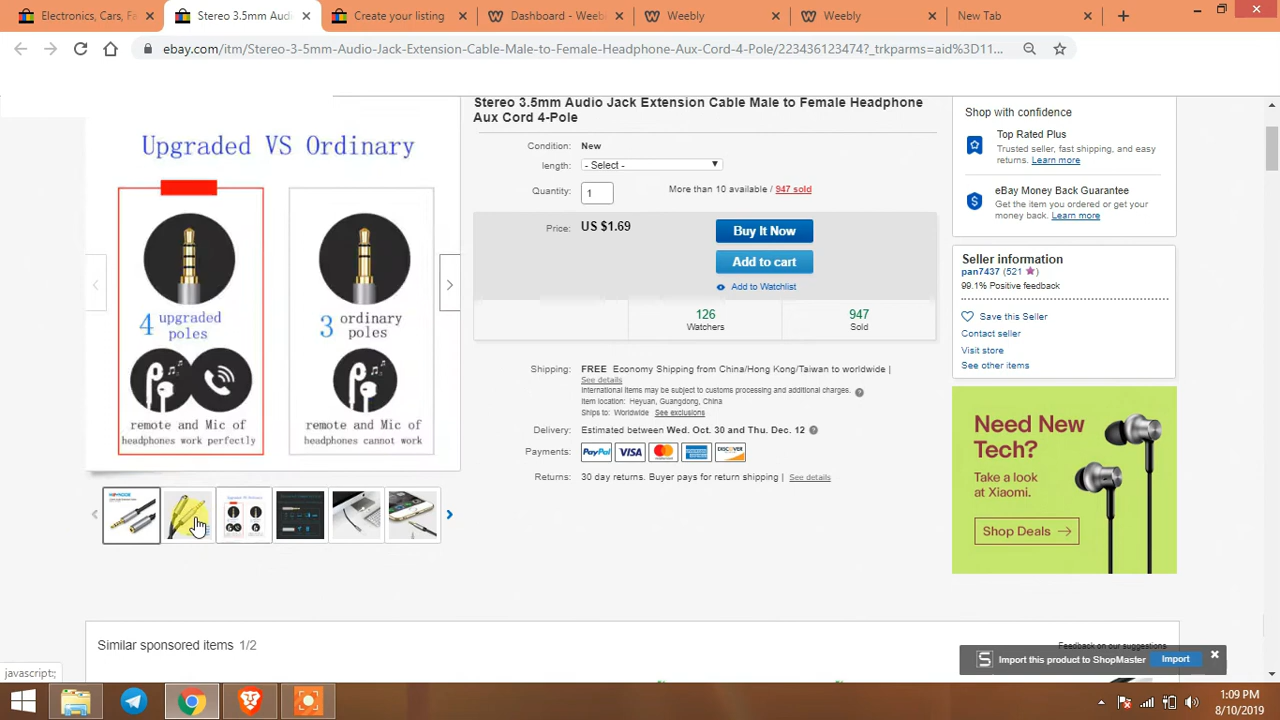 Electronics, Cars, Fa
Stereo 3.5mm Audi
Create your listing
Dashboard - Weeb
Weebly
Weebly
New Tab
ebay.com/itm/Stereo-3-5mm-Audio-Jack-Extension-Cable-Male-to-Female-Headphone-Aux-Cord-4-Pole/223436123474?_trkparms=aid%3D11...
Upgraded VS Ordinary
4 upgraded poles
3 ordinary poles
remote and Mic of
headphones work perfectly
remote and Mic of
headphones cannot work
Stereo 3.5mm Audio Jack Extension Cable Male to Female Headphone
Aux Cord 4-Pole
Condition: New
length: - Select -
Quantity: 1 More than 10 available / 947 sold
Price: US $1.69
Buy It Now
Add to cart
Add to Watchlist
126
Watchers
947
Sold
Shipping: FREE Economy Shipping from China/Hong Kong/Taiwan to worldwide |
See details
International items may be subject to customs processing and additional charges.
Item location: Heyuan, Guangdong, China
Ships to: Worldwide See exclusions
Delivery: Estimated between Wed. Oct. 30 and Thu. Dec. 12
Payments: PayPal VISA MasterCard DISCOVER
Returns: 30 day returns. Buyer pays for return shipping | See details
Shop with confidence
Top Rated Plus
Trusted seller, fast shipping, and easy
returns. Learn more
eBay Money Back Guarantee
Get the item you ordered or get your
money back. Learn more
Seller information
pan7437 (521 )
99.1% Positive feedback
Save this Seller
Contact seller
Visit store
See other items
Need New
Tech?
Take a look
at Xiaomi.
Shop Deals →
Similar sponsored items 1/2
Feedback on our suggestions
S Import this product to ShopMaster Import
javascript:;
1:09 PM
8/10/2019